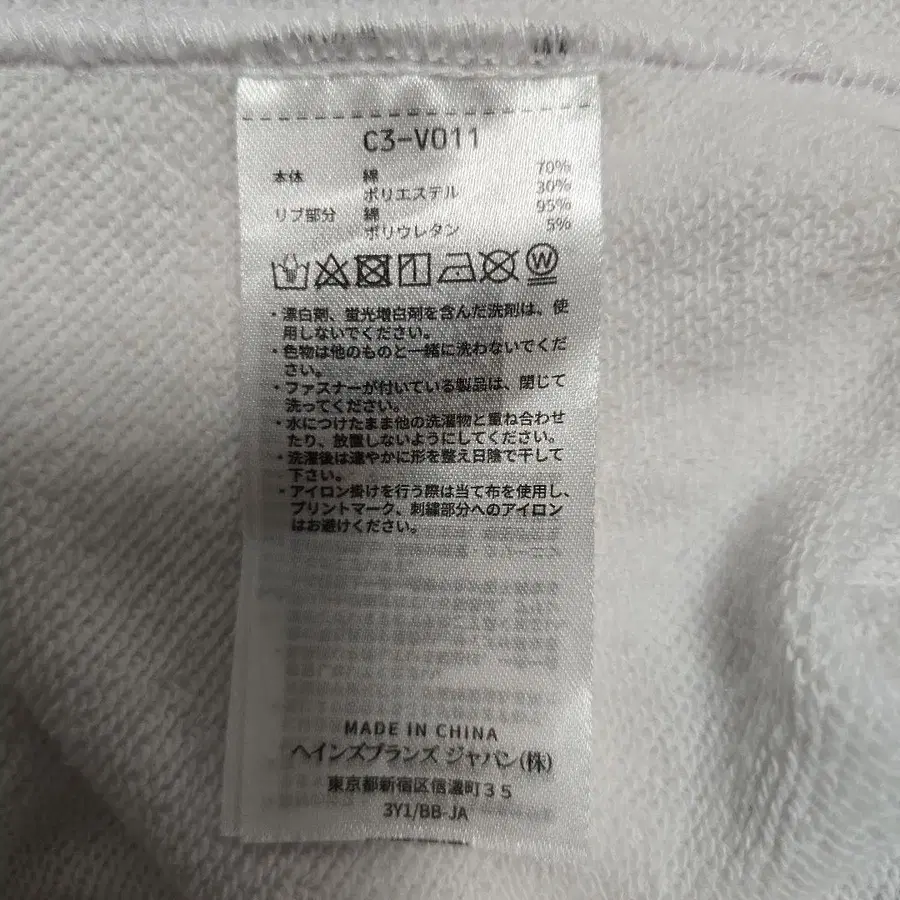 C3-V011
本体 綿 70%
ポリエステル 30%
リブ部分 綿 95%
ポリウレタン 5%
W
・漂白剤、蛍光増白剤を含んだ洗剤は、使
用しないでください。
・色物は他のものと一緒に洗わないでくだ
さい。
・ファスナーが付いている製品は、閉じて
洗ってください。
・水につけたまま他の洗濯物と重ね合わせ
たり、放置しないようにしてください。
・洗濯後は速やかに形を整え日陰で干して
下さい。
・アイロン掛けを行う際は当て布を使用し、
プリントマーク、刺繍部分へのアイロン
はお避けください。
MADE IN CHINA
ヘインズブランズ ジャパン(株)
東京都新宿区信濃町35
3Y1/BB-JA